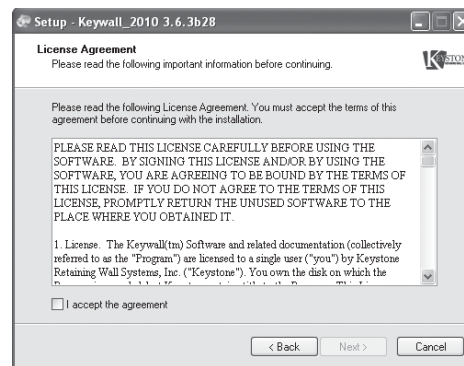 Setup - Keywall_2010 3.6.3b28
License Agreement
Please read the following important information before continuing.
Please read the following License Agreement. You must accept the terms of this
agreement before continuing with the installation.
PLEASE READ THIS LICENSE CAREFULLY BEFORE USING THE
SOFTWARE. BY SIGNING THIS LICENSE AND/OR BY USING THE
SOFTWARE, YOU ARE AGREEING TO BE BOUND BY THE TERMS OF
THIS LICENSE. IF YOU DO NOT AGREE TO THE TERMS OF THIS
LICENSE, PROMPTLY RETURN THE UNUSED SOFTWARE TO THE
PLACE WHERE YOU OBTAINED IT.
1. License. The Keywall(tm) Software and related documentation (collectively
referred to as the "Program") are licensed to a single user ("you") by Keystone
Retaining Wall Systems, Inc. ("Keystone"). You own the disk on which the
I accept the agreement
< Back
Next >
Cancel